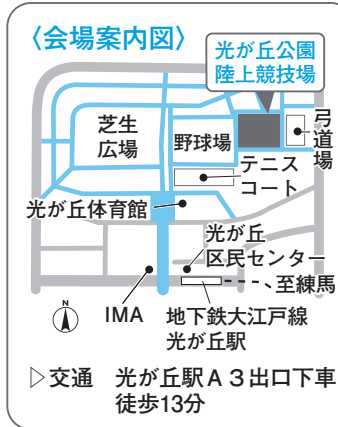 〈会場案内図〉
光が丘公園
陸上競技場
芝生
広場
野球場
弓道場
テニス
コート
光が丘体育館
光が丘
区民センター
至練馬
N
IMA
地下鉄大江戸線
光が丘駅
▷交通　光が丘駅Ａ３出口下車
徒歩13分